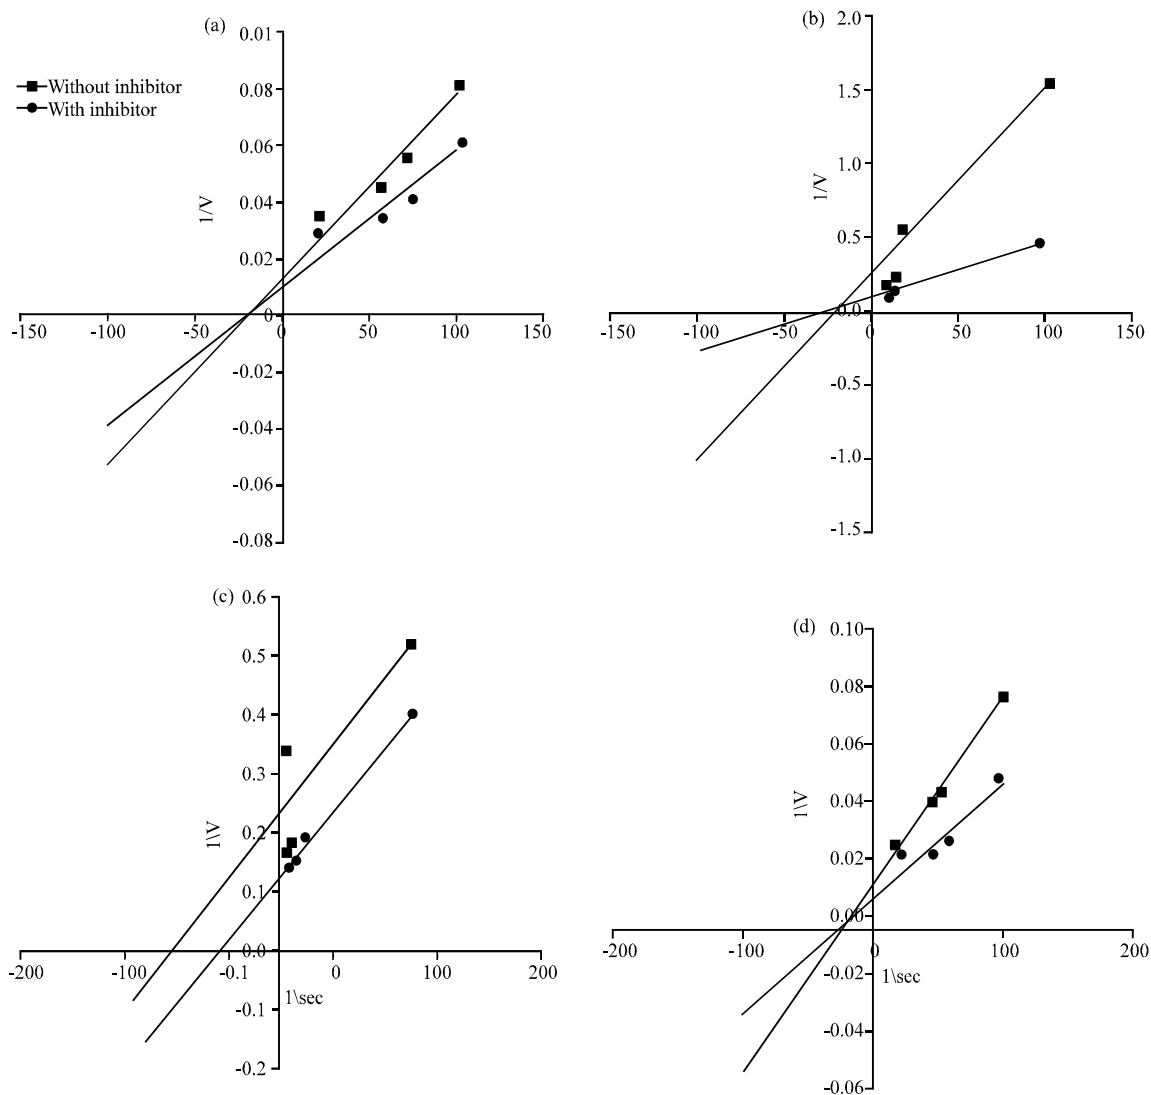 (a)
0.01
0.08
0.06
0.04
0.02
0
-0.02
-0.04
-0.06
-0.08
1/V
-150 -100 -50 0 50 100 150
Without inhibitor
With inhibitor
(b)
2.0
1.5
1.0
0.5
0.0
-0.5
-1.0
-1.5
1/V
-150 -100 -50 0 50 100 150
(c)
0.6
0.5
0.4
0.3
0.2
0.1
0.0
-0.1
-0.2
1\V
-200 -100 -0.1 0 100 200
1\sec
(d)
0.10
0.08
0.06
0.04
0.02
0.00
-0.02
-0.04
-0.06
1\V
-200 -100 0 100 200
1\sec